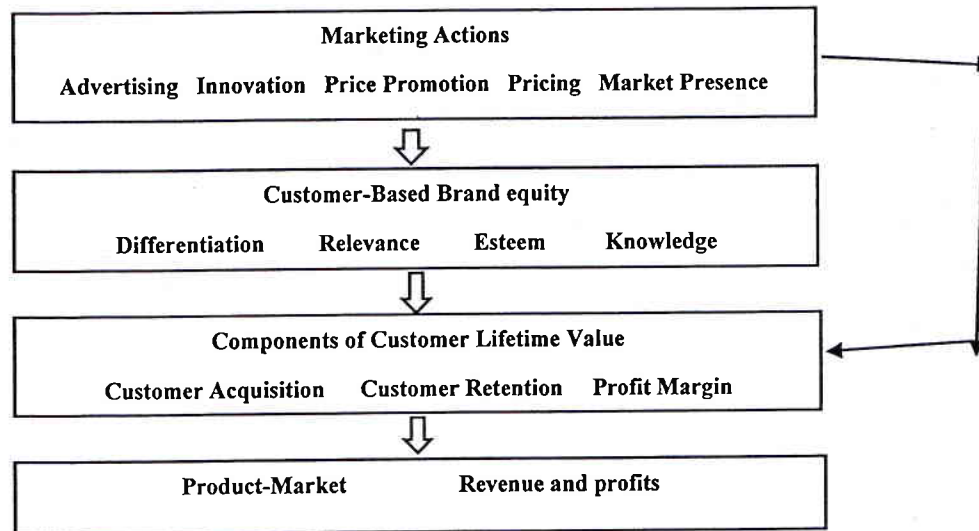 Marketing Actions
Advertising Innovation Price Promotion Pricing Market Presence
Customer-Based Brand equity
Differentiation Relevance Esteem Knowledge
Components of Customer Lifetime Value
Customer Acquisition Customer Retention Profit Margin
Product-Market Revenue and profits